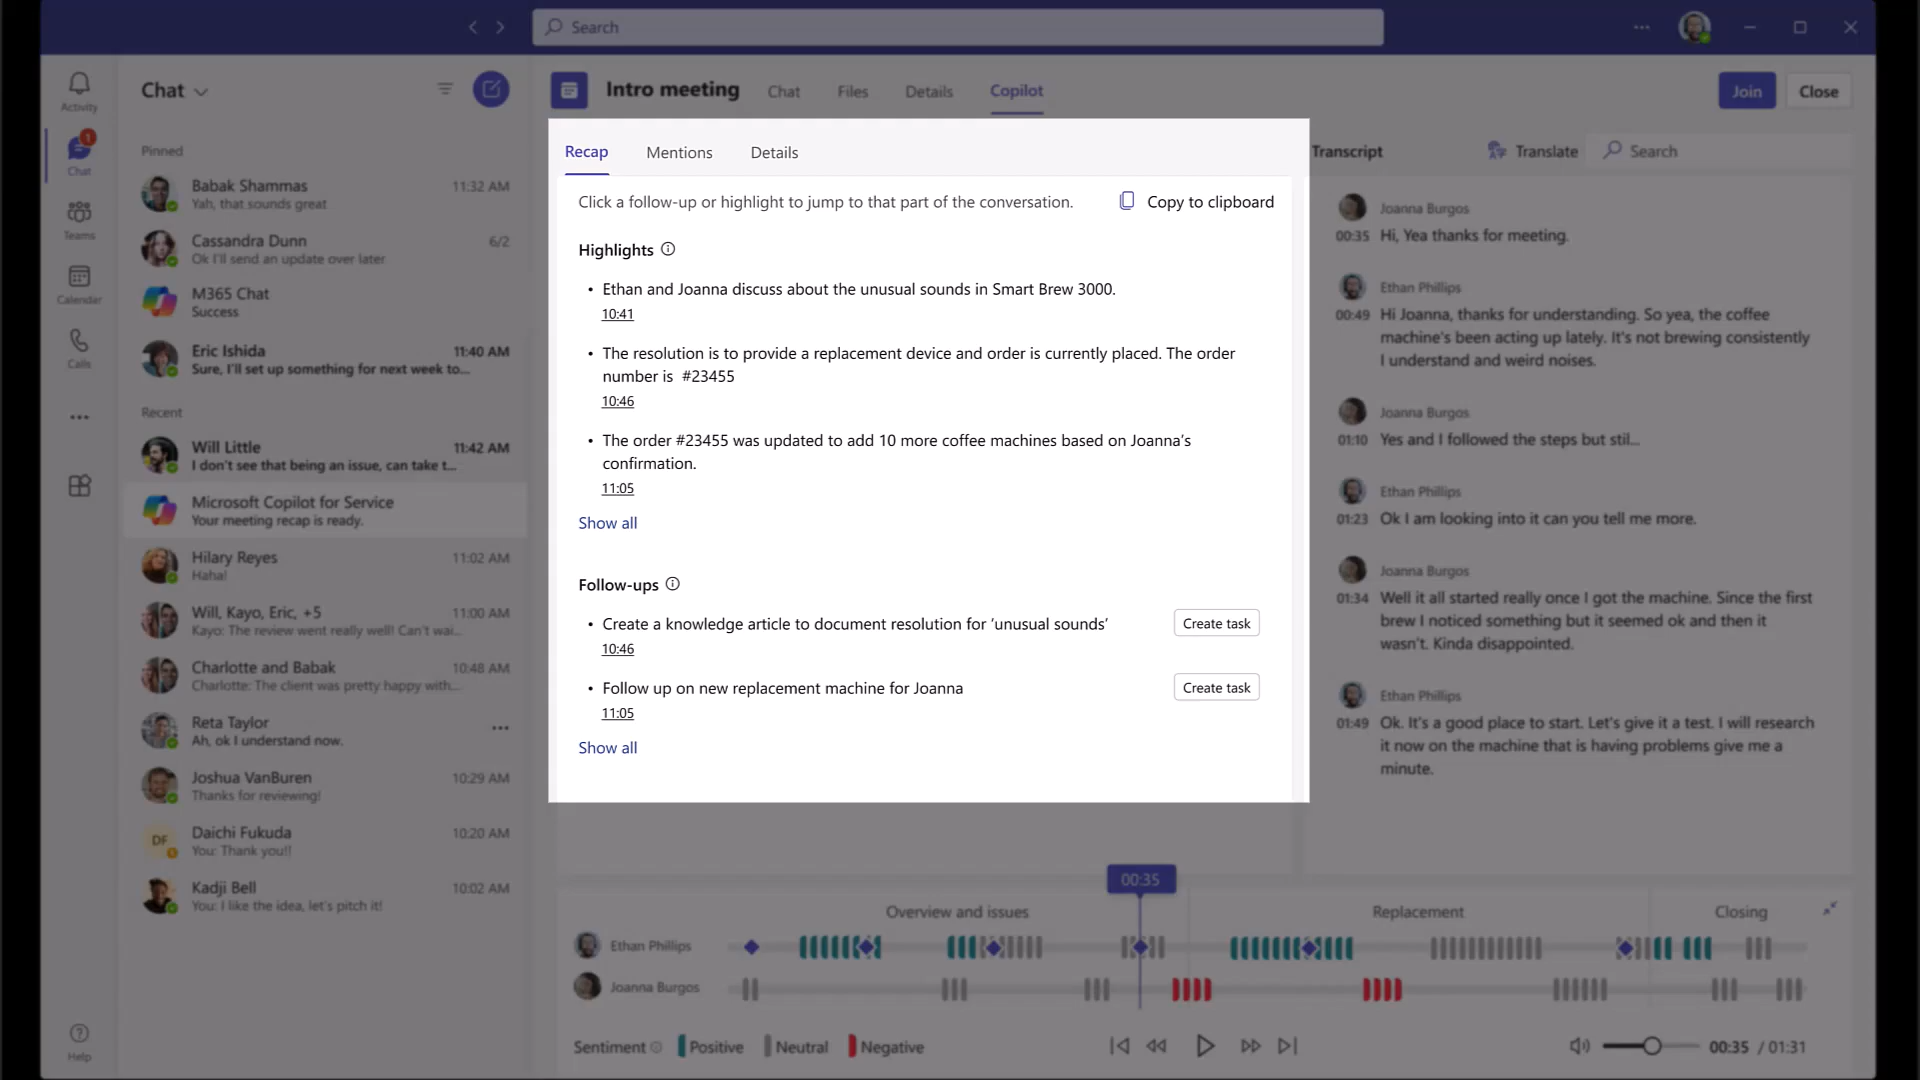 Search
Activity
Chat
1
Chat
Teams
Calendar
Calls
Help
Pinned
Babak Shammas 11:32 AM
Yah, that sounds great
Cassandra Dunn 6/2
Ok I'll send an update over later
M365 Chat
Success
Eric Ishida 11:40 AM
Sure, I'll set up something for next week to...
Recent
Will Little 11:42 AM
I don't see that being an issue, can take t...
Microsoft Copilot for Service
Your meeting recap is ready.
Hilary Reyes 11:02 AM
Haha!
Will, Kayo, Eric, +5 11:00 AM
Kayo: The review went really well! Can't wai...
Charlotte and Babak 10:48 AM
Charlotte: The client was pretty happy with...
Reta Taylor
Ah, ok I understand now.
Joshua VanBuren 10:29 AM
Thanks for reviewing!
DF
Daichi Fukuda 10:20 AM
You: Thank you!!
Kadji Bell 10:02 AM
You: I like the idea, let's pitch it!
Intro meeting Chat Files Details Copilot
Join Close
Recap Mentions Details
Click a follow-up or highlight to jump to that part of the conversation. Copy to clipboard
Highlights
• Ethan and Joanna discuss about the unusual sounds in Smart Brew 3000.
10:41
• The resolution is to provide a replacement device and order is currently placed. The order
number is #23455
10:46
• The order #23455 was updated to add 10 more coffee machines based on Joanna's
confirmation.
11:05
Show all
Follow-ups
• Create a knowledge article to document resolution for ‘unusual sounds’ Create task
10:46
• Follow up on new replacement machine for Joanna Create task
11:05
Show all
Transcript Translate Search
Joanna Burgos
00:35 Hi, Yea thanks for meeting.
Ethan Phillips
00:49 Hi Joanna, thanks for understanding. So yea, the coffee
machine's been acting up lately. It's not brewing consistently
I understand and weird noises.
Joanna Burgos
01:10 Yes and I followed the steps but stil...
Ethan Phillips
01:23 Ok I am looking into it can you tell me more.
Joanna Burgos
01:34 Well it all started really once I got the machine. Since the first
brew I noticed something but it seemed ok and then it
wasn't. Kinda disappointed.
Ethan Phillips
01:49 Ok. It's a good place to start. Let's give it a test. I will research
it now on the machine that is having problems give me a
minute.
00:35
Overview and issues Replacement Closing
Ethan Phillips
Joanna Burgos
Sentiment Positive Neutral Negative
00:35 / 01:31